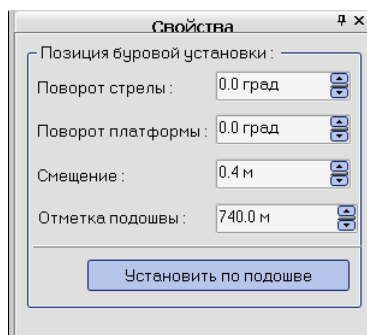 Свойства
Позиция буровой установки:
Поворот стрелы: 0.0 град
Поворот платформы: 0.0 град
Смещение: 0.4 м
Отметка подошвы: 740.0 м
Установить по подошве